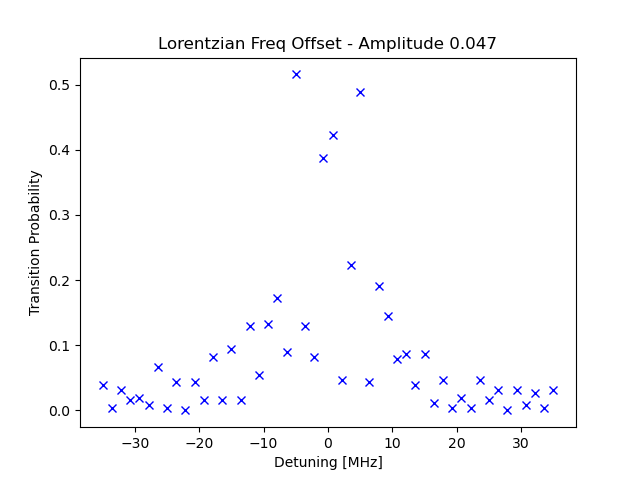 Lorentzian Freq Offset - Amplitude 0.047
Transition Probability
0.5
0.4
0.3
0.2
0.1
0.0
−30 −20 −10 0 10 20 30
Detuning [MHz]